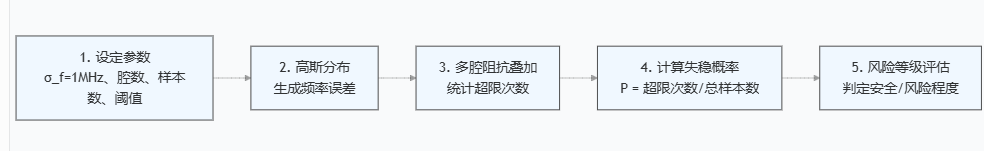 1. 设定参数
σ_f=1MHz、腔数、样本
数、阈值
2. 高斯分布
生成频率误差
3. 多腔阻抗叠加
统计超限次数
4. 计算失稳概率
P = 超限次数/总样本数
5. 风险等级评估
判定安全/风险程度